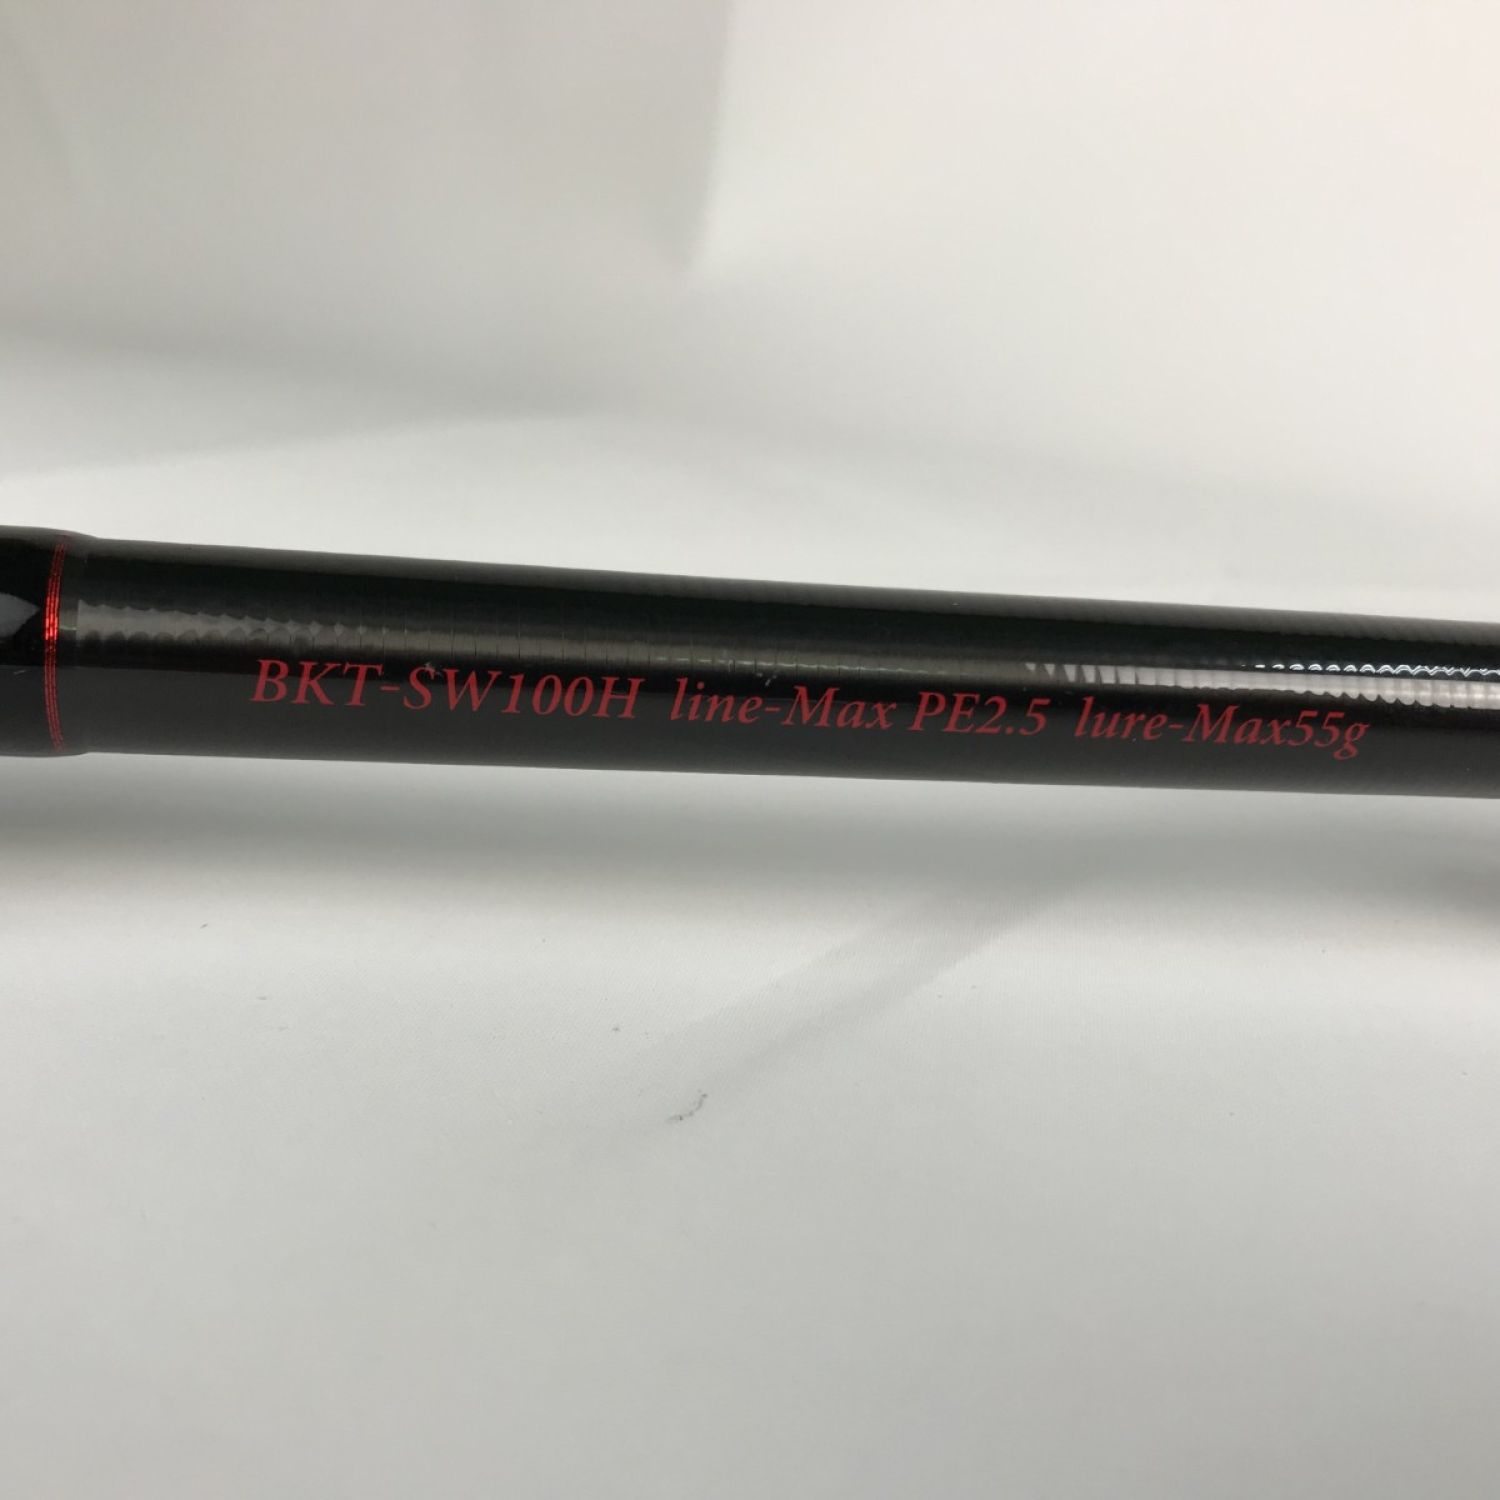 BKT-SW100H line-Max PE2.5 lure-Max55g